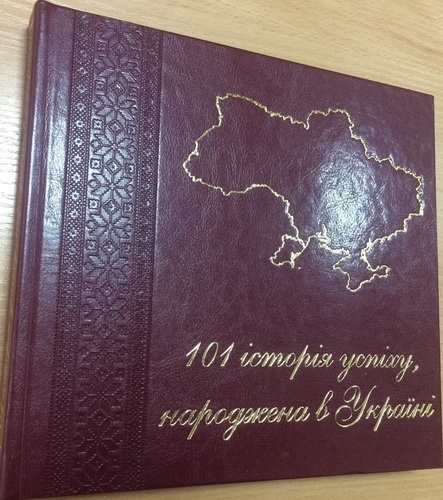 101 історія успіху,
народжена в Україні